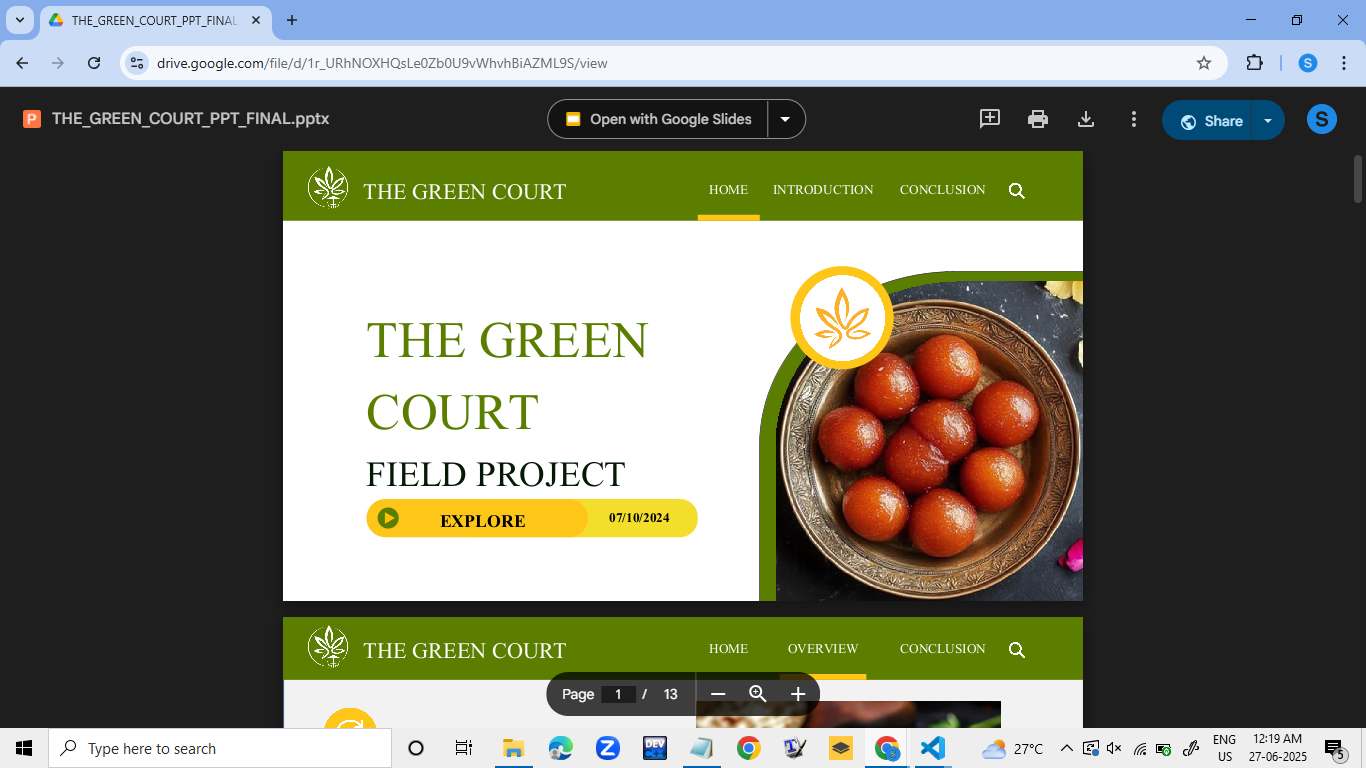 THE_GREEN_COURT_PPT_FINAL
drive.google.com/file/d/1r_URhNOXHQsLe0Zb0U9vWhvhBiAZML9S/view
S
P THE_GREEN_COURT_PPT_FINAL.pptx
Open with Google Slides
Share
S
THE GREEN COURT
HOME INTRODUCTION CONCLUSION
THE GREEN
COURT
FIELD PROJECT
EXPLORE 07/10/2024
THE GREEN COURT
HOME OVERVIEW CONCLUSION
Page 1 / 13
Type here to search
Z
DEV
27°C
ENG
US
12:19 AM
27-06-2025
5